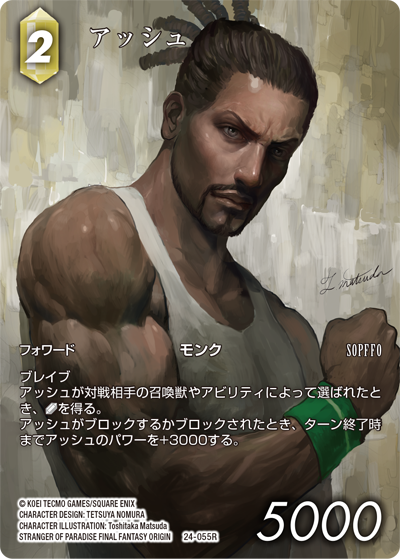 2
アッシュ
T. matsuda
フォワード モンク SOPFFO
ブレイブ
アッシュが対戦相手の召喚獣やアビリティによって選ばれたと
き、を得る。
アッシュがブロックするかブロックされたとき、ターン終了時
までアッシュのパワーを+3000する。
© KOEI TECMO GAMES/SQUARE ENIX
CHARACTER DESIGN: TETSUYA NOMURA
CHARACTER ILLUSTRATION: Toshitaka Matsuda
STRANGER OF PARADISE FINAL FANTASY ORIGIN 24-055R
5000